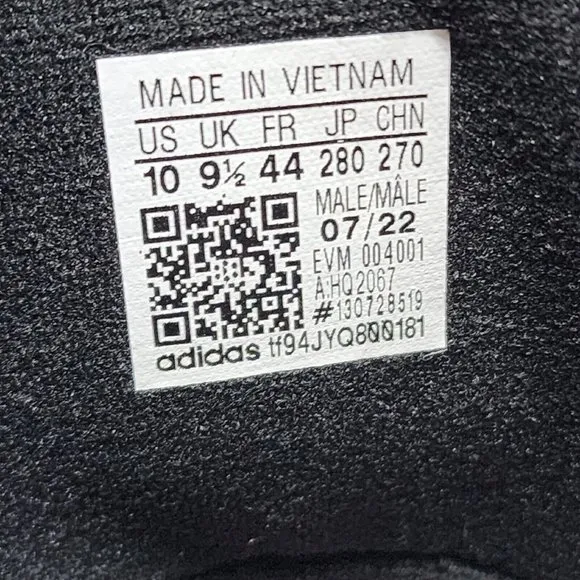 MADE IN VIETNAM
US UK FR JP CHN
10 9½ 44 280 270
MALE/MÂLE
07/22
EVM 004001
A:HQ2067
#130728519
adidas tf94JYQ800181